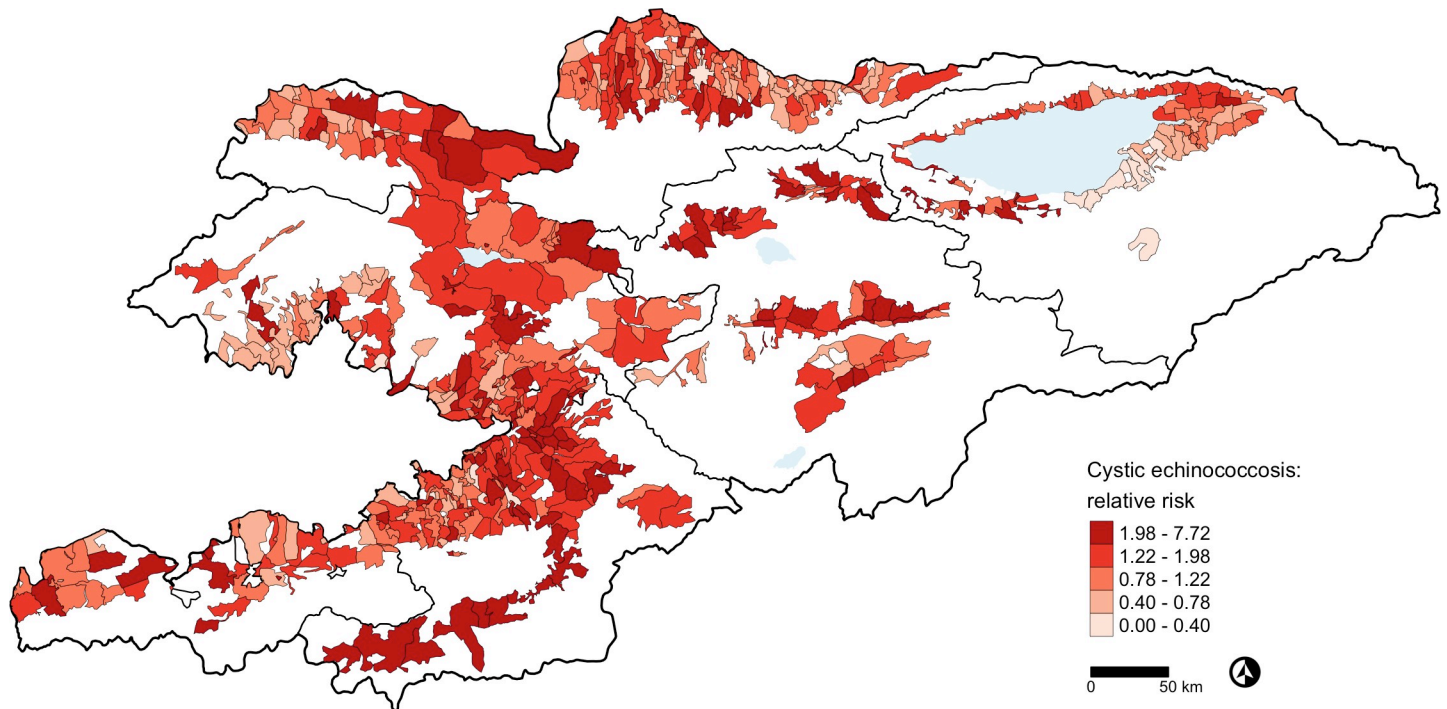 Cystic echinococcosis:
relative risk
1.98 - 7.72
1.22 - 1.98
0.78 - 1.22
0.40 - 0.78
0.00 - 0.40
0 50 km